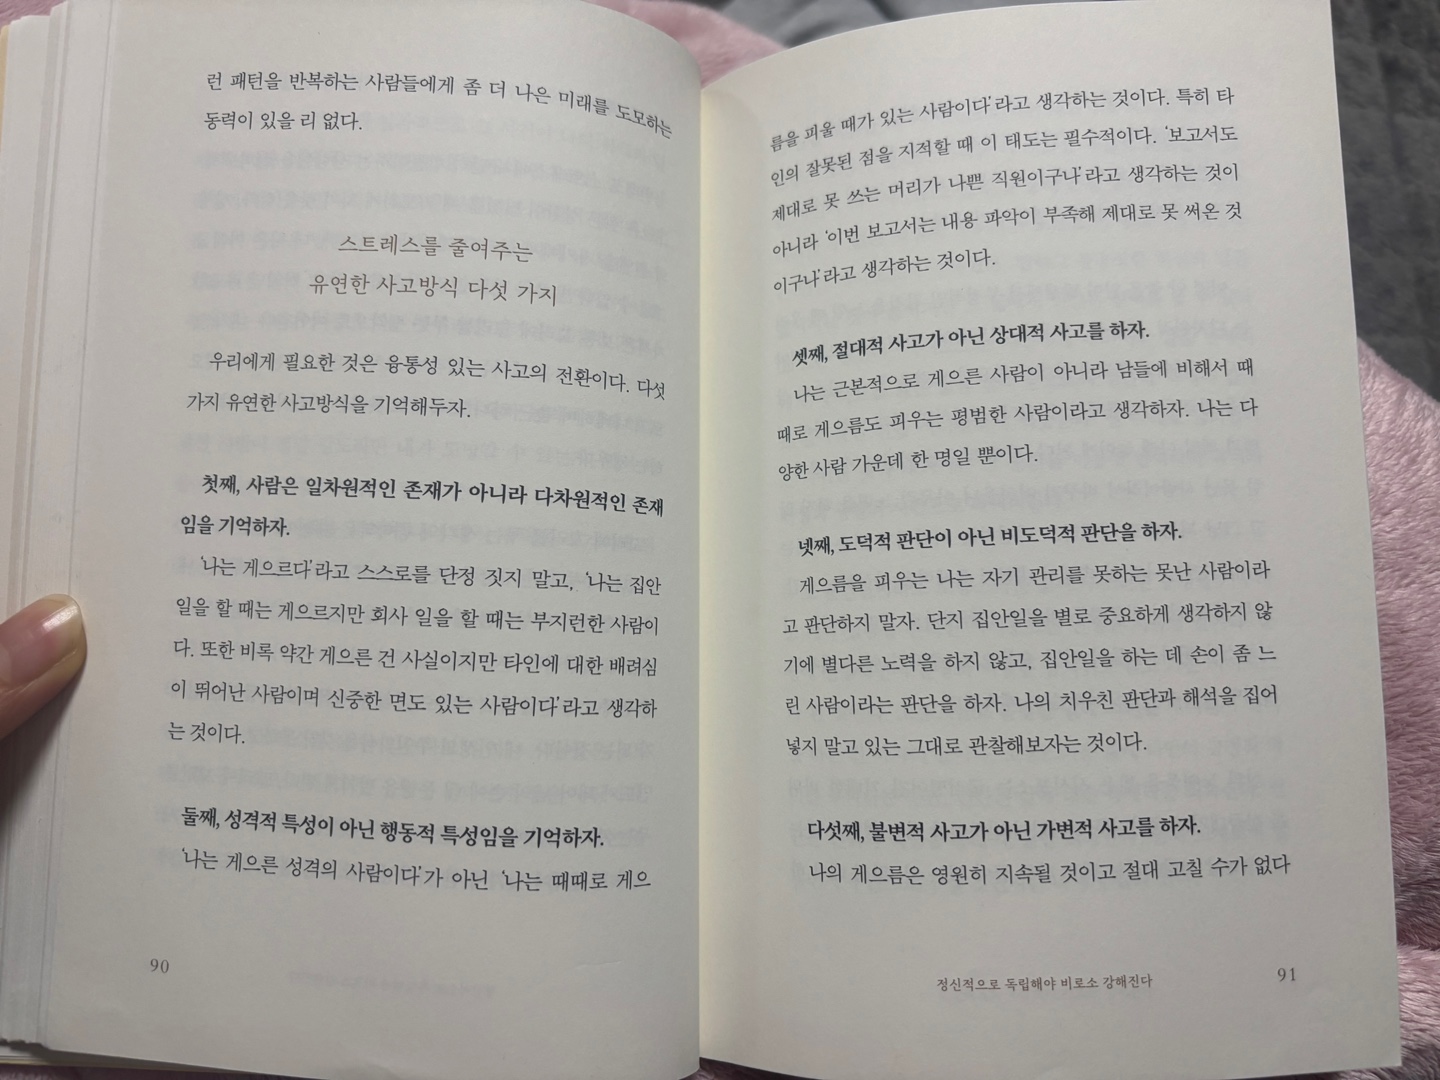 런 패턴을 반복하는 사람들에게 좀 더 나은 미래를 도모하는
동력이 있을 리 없다.
스트레스를 줄여주는
유연한 사고방식 다섯 가지
우리에게 필요한 것은 융통성 있는 사고의 전환이다. 다섯
가지 유연한 사고방식을 기억해두자.
첫째, 사람은 일차원적인 존재가 아니라 다차원적인 존재
임을 기억하자.
'나는 게으르다'라고 스스로를 단정 짓지 말고, '나는 집안
일을 할 때는 게으르지만 회사 일을 할 때는 부지런한 사람이
다. 또한 비록 약간 게으른 건 사실이지만 타인에 대한 배려심
이 뛰어난 사람이며 신중한 면도 있는 사람이다'라고 생각하
는 것이다.
둘째, 성격적 특성이 아닌 행동적 특성임을 기억하자.
'나는 게으른 성격의 사람이다'가 아닌 '나는 때때로 게으
90
름을 피울 때가 있는 사람이다'라고 생각하는 것이다. 특히 타
인의 잘못된 점을 지적할 때 이 태도는 필수적이다. '보고서도
제대로 못 쓰는 머리가 나쁜 직원이구나'라고 생각하는 것이
아니라 '이번 보고서는 내용 파악이 부족해 제대로 못 써온 것
이구나'라고 생각하는 것이다.
셋째, 절대적 사고가 아닌 상대적 사고를 하자.
나는 근본적으로 게으른 사람이 아니라 남들에 비해서 때
때로 게으름도 피우는 평범한 사람이라고 생각하자. 나는 다
양한 사람 가운데 한 명일 뿐이다.
넷째, 도덕적 판단이 아닌 비도덕적 판단을 하자.
게으름을 피우는 나는 자기 관리를 못하는 못난 사람이라
고 판단하지 말자. 단지 집안일을 별로 중요하게 생각하지 않
기에 별다른 노력을 하지 않고, 집안일을 하는 데 손이 좀 느
린 사람이라는 판단을 하자. 나의 치우친 판단과 해석을 집어
넣지 말고 있는 그대로 관찰해보자는 것이다.
다섯째, 불변적 사고가 아닌 가변적 사고를 하자.
나의 게으름은 영원히 지속될 것이고 절대 고칠 수가 없다
정신적으로 독립해야 비로소 강해진다
91